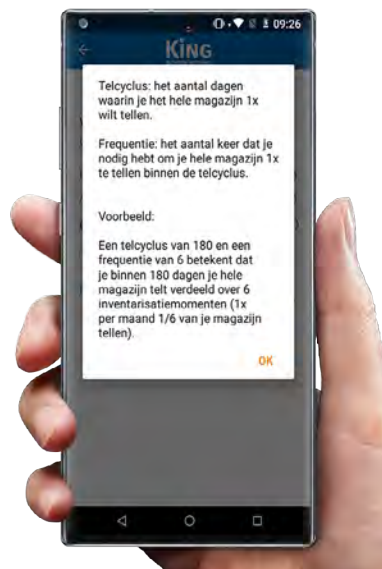 09:26
KING
Telcyclus: het aantal dagen
waarin je het hele magazijn 1x
wilt tellen.
Frequentie: het aantal keer dat je
nodig hebt om je hele magazijn 1x
te tellen binnen de telcyclus.
Voorbeeld:
Een telcyclus van 180 en een
frequentie van 6 betekent dat
je binnen 180 dagen je hele
magazijn telt verdeeld over 6
inventarisatiemomenten (1x
per maand 1/6 van je magazijn
tellen).
OK